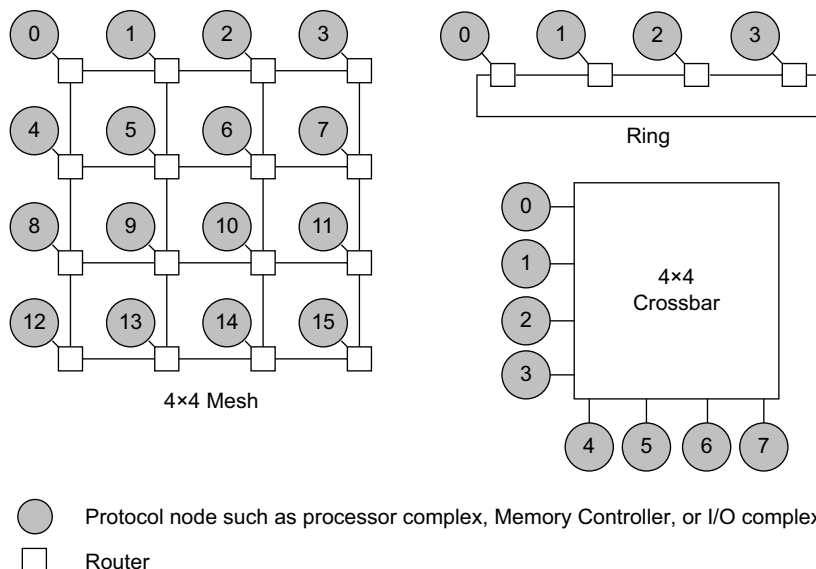 0 1 2 3
4 5 6 7
8 9 10 11
12 13 14 15
4×4 Mesh
0 1 2 3
Ring
0
1
2
3
4×4
Crossbar
4 5 6 7
Protocol node such as processor complex, Memory Controller, or I/O complex
Router